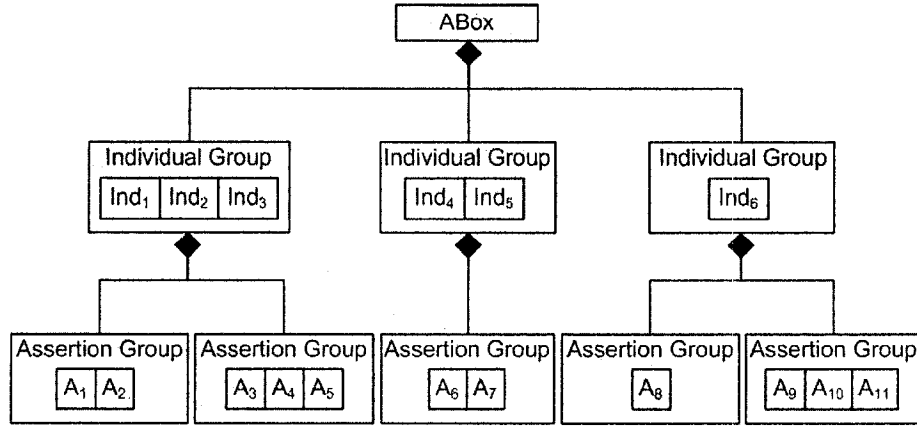 ABox
Individual Group Individual Group Individual Group
Ind₁ Ind₂ Ind₃ Ind₄ Ind₅ Ind₆
Assertion Group Assertion Group Assertion Group Assertion Group Assertion Group
A₁ A₂ A₃ A₄ A₅ A₆ A₇ A₈ A₉ A₁₀ A₁₁